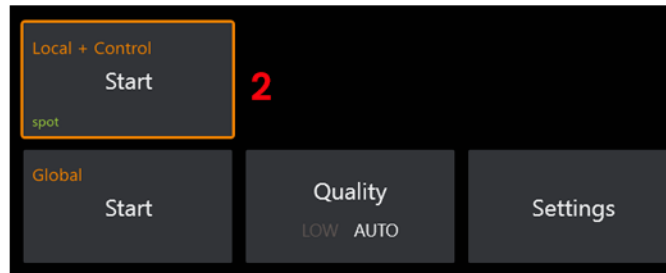 Local + Control
Start
2
spot
Global
Start
Quality
LOW AUTO
Settings